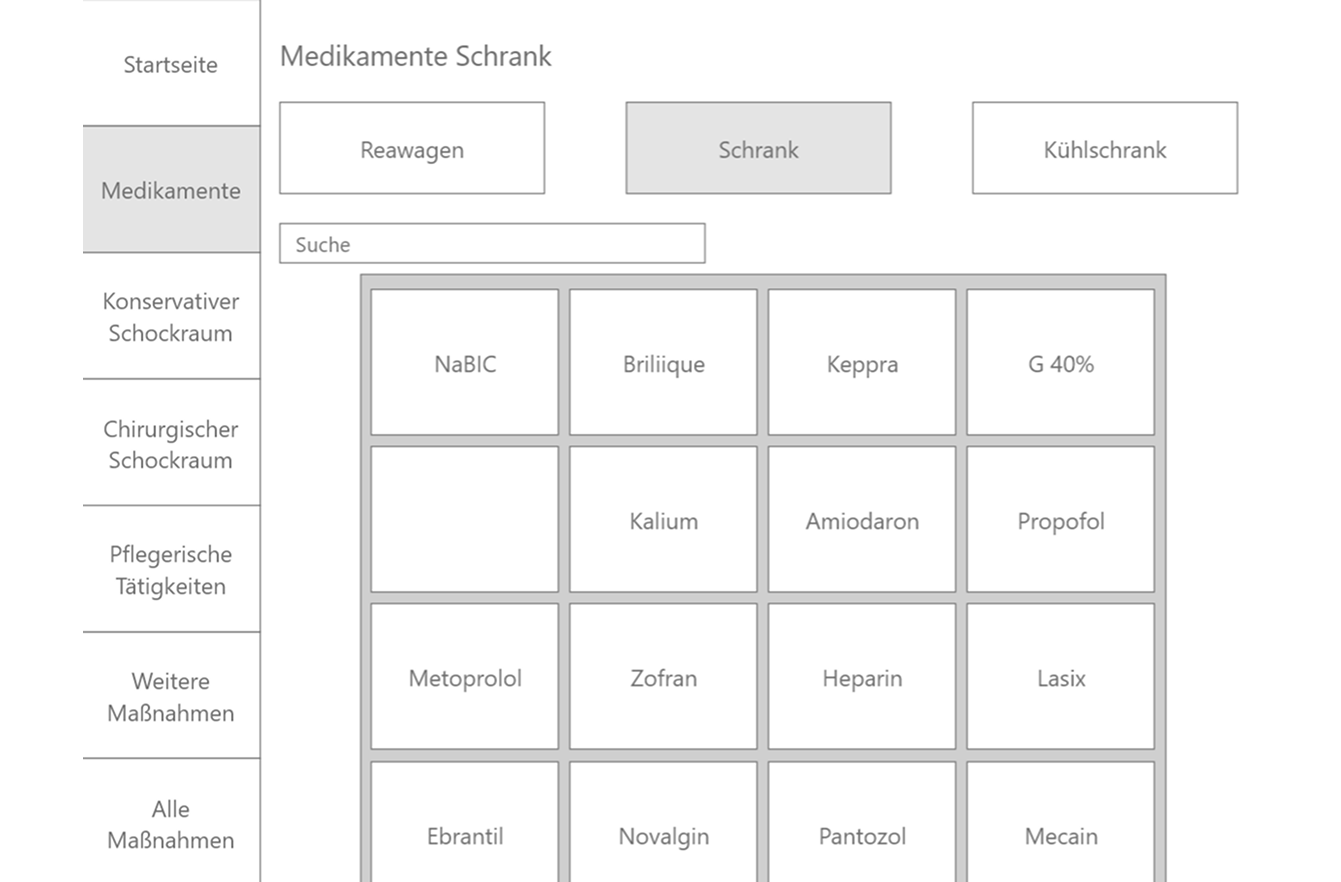 Startseite
Medikamente
Konservativer
Schockraum
Chirurgischer
Schockraum
Pflegerische
Tätigkeiten
Weitere
Maßnahmen
Alle
Maßnahmen
Medikamente Schrank
Reawagen
Schrank
Kühlschrank
Suche
NaBIC
Briliique
Keppra
G 40%
Kalium
Amiodaron
Propofol
Metoprolol
Zofran
Heparin
Lasix
Ebrantil
Novalgin
Pantozol
Mecain